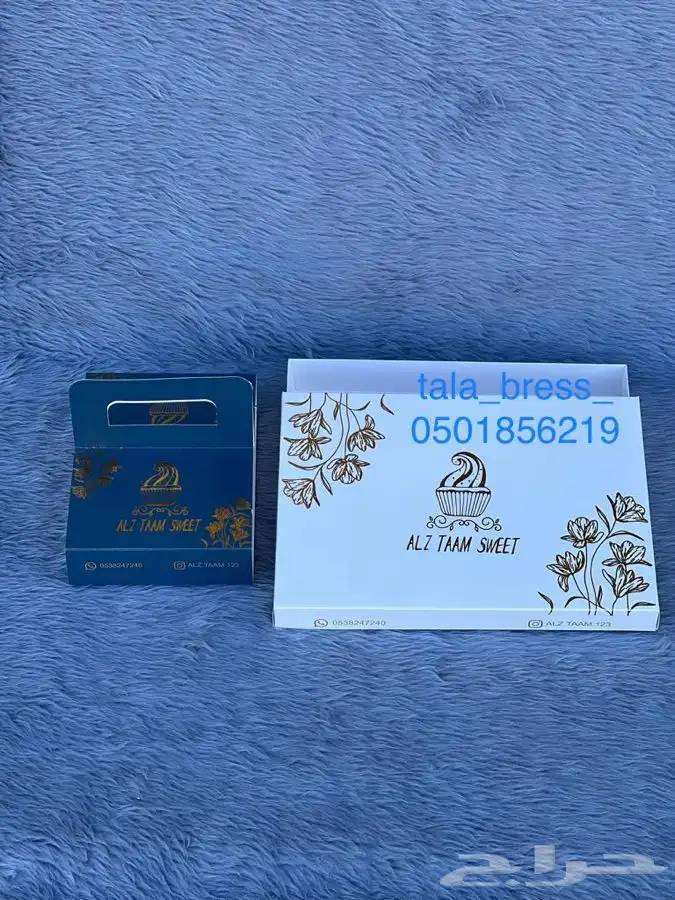 tala_bress_
0501856219
ALZ TAAM SWEET
0538247240
ALZ.TAAM 123
ALZ TAAM SWEET
0538247240
ALZ TAAM 123
حراج